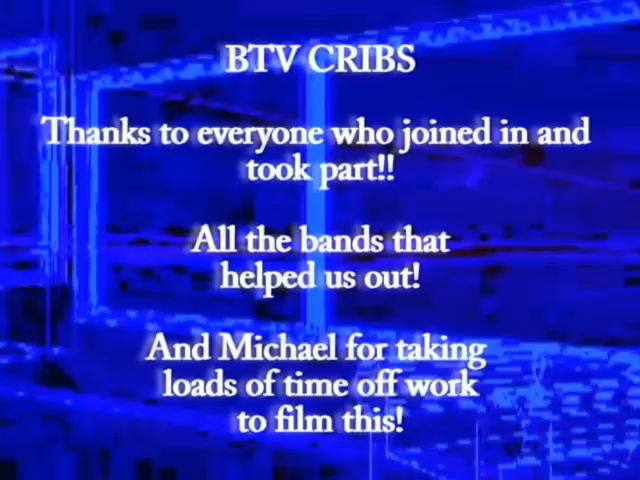 BTV CRIBS
Thanks to everyone who joined in and
took part!!
All the bands that
helped us out!
And Michael for taking
loads of time off work
to film this!